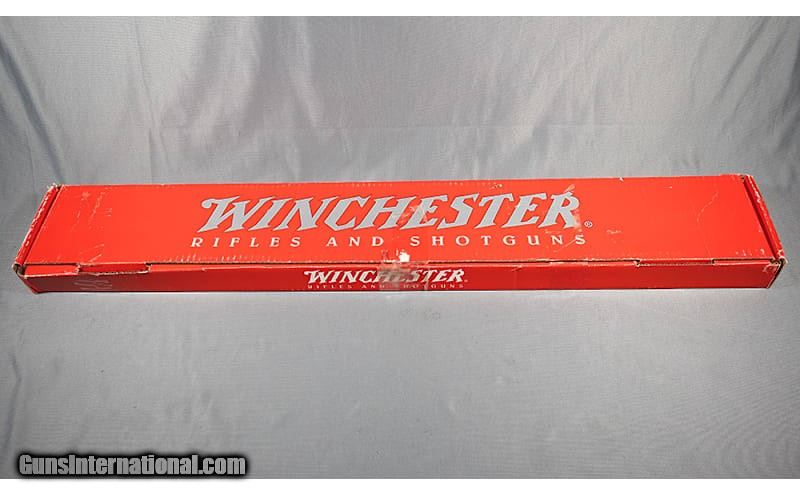 WINCHESTER®
RIFLES AND SHOTGUNS
WINCHESTER®
RIFLES AND SHOTGUNS
GunsInternational.com